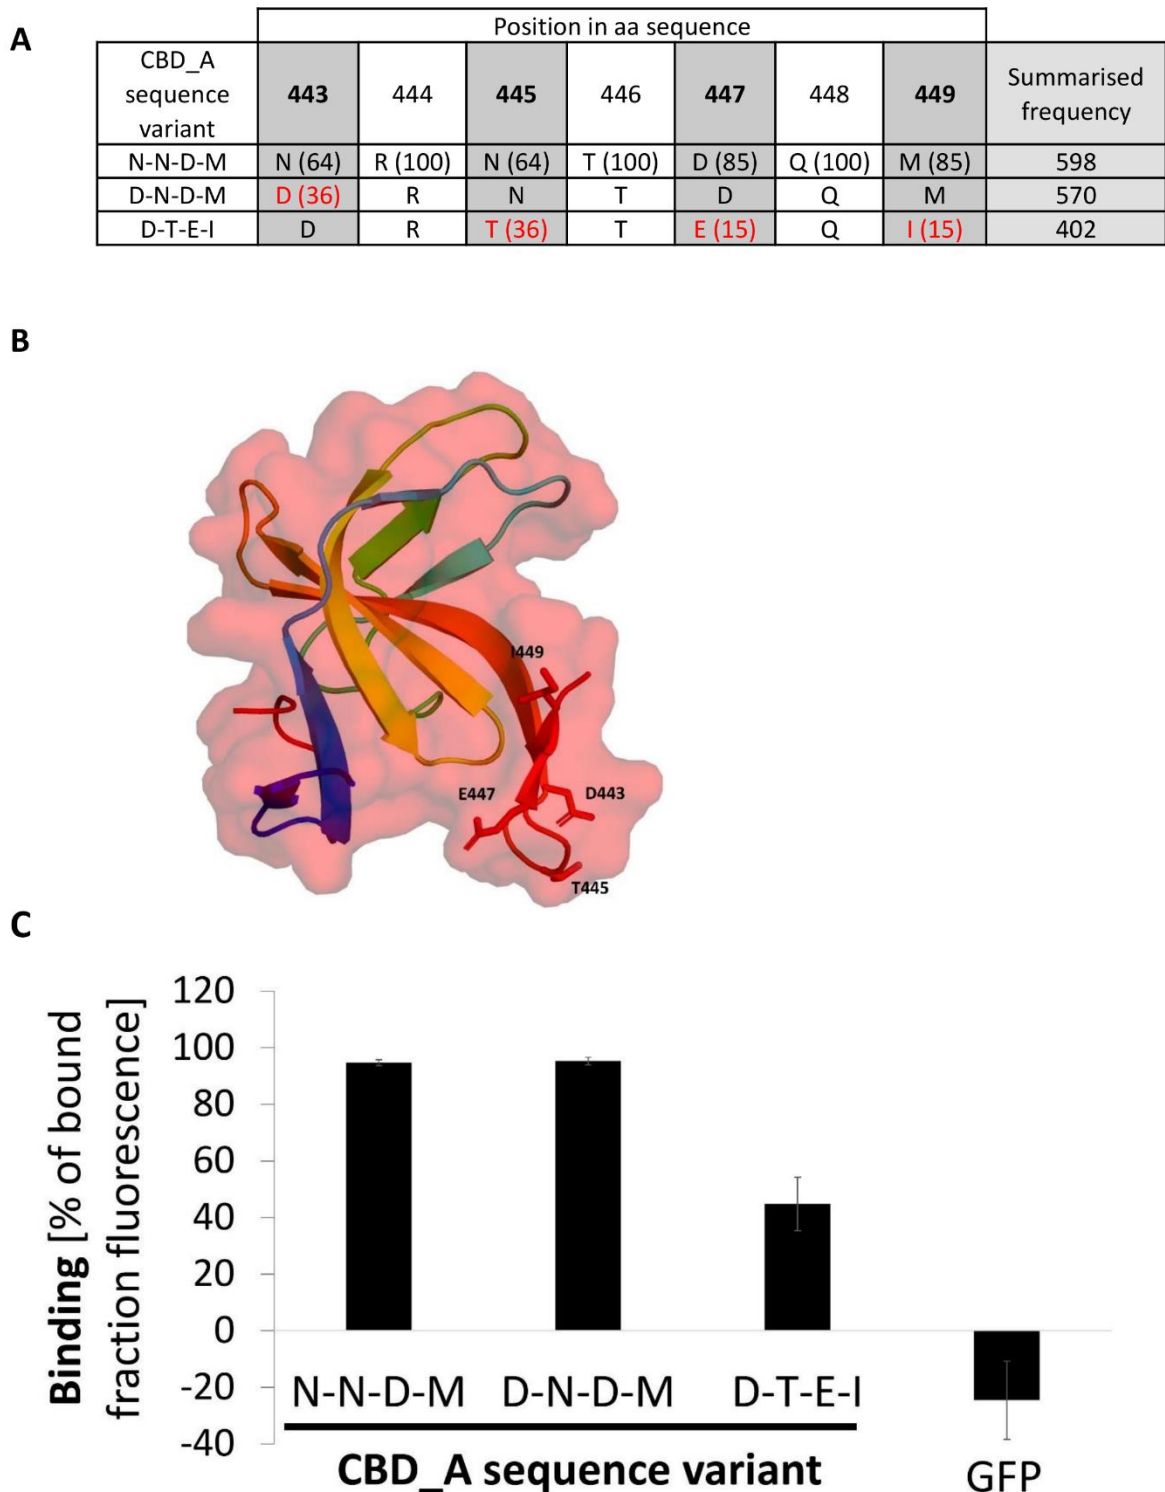 A
Position in aa sequence
CBD_A sequence variant 443 444 445 446 447 448 449 Summarised frequency
N-N-D-M N (64) R (100) N (64) T (100) D (85) Q (100) M (85) 598
D-N-D-M D (36) R N T D Q M 570
D-T-E-I D R T (36) T E (15) Q I (15) 402
B
I449
E447
D443
T445
C
Binding [% of bound
fraction fluorescence]
120
100
80
60
40
20
0
-20
-40
N-N-D-M D-N-D-M D-T-E-I
CBD_A sequence variant
GFP